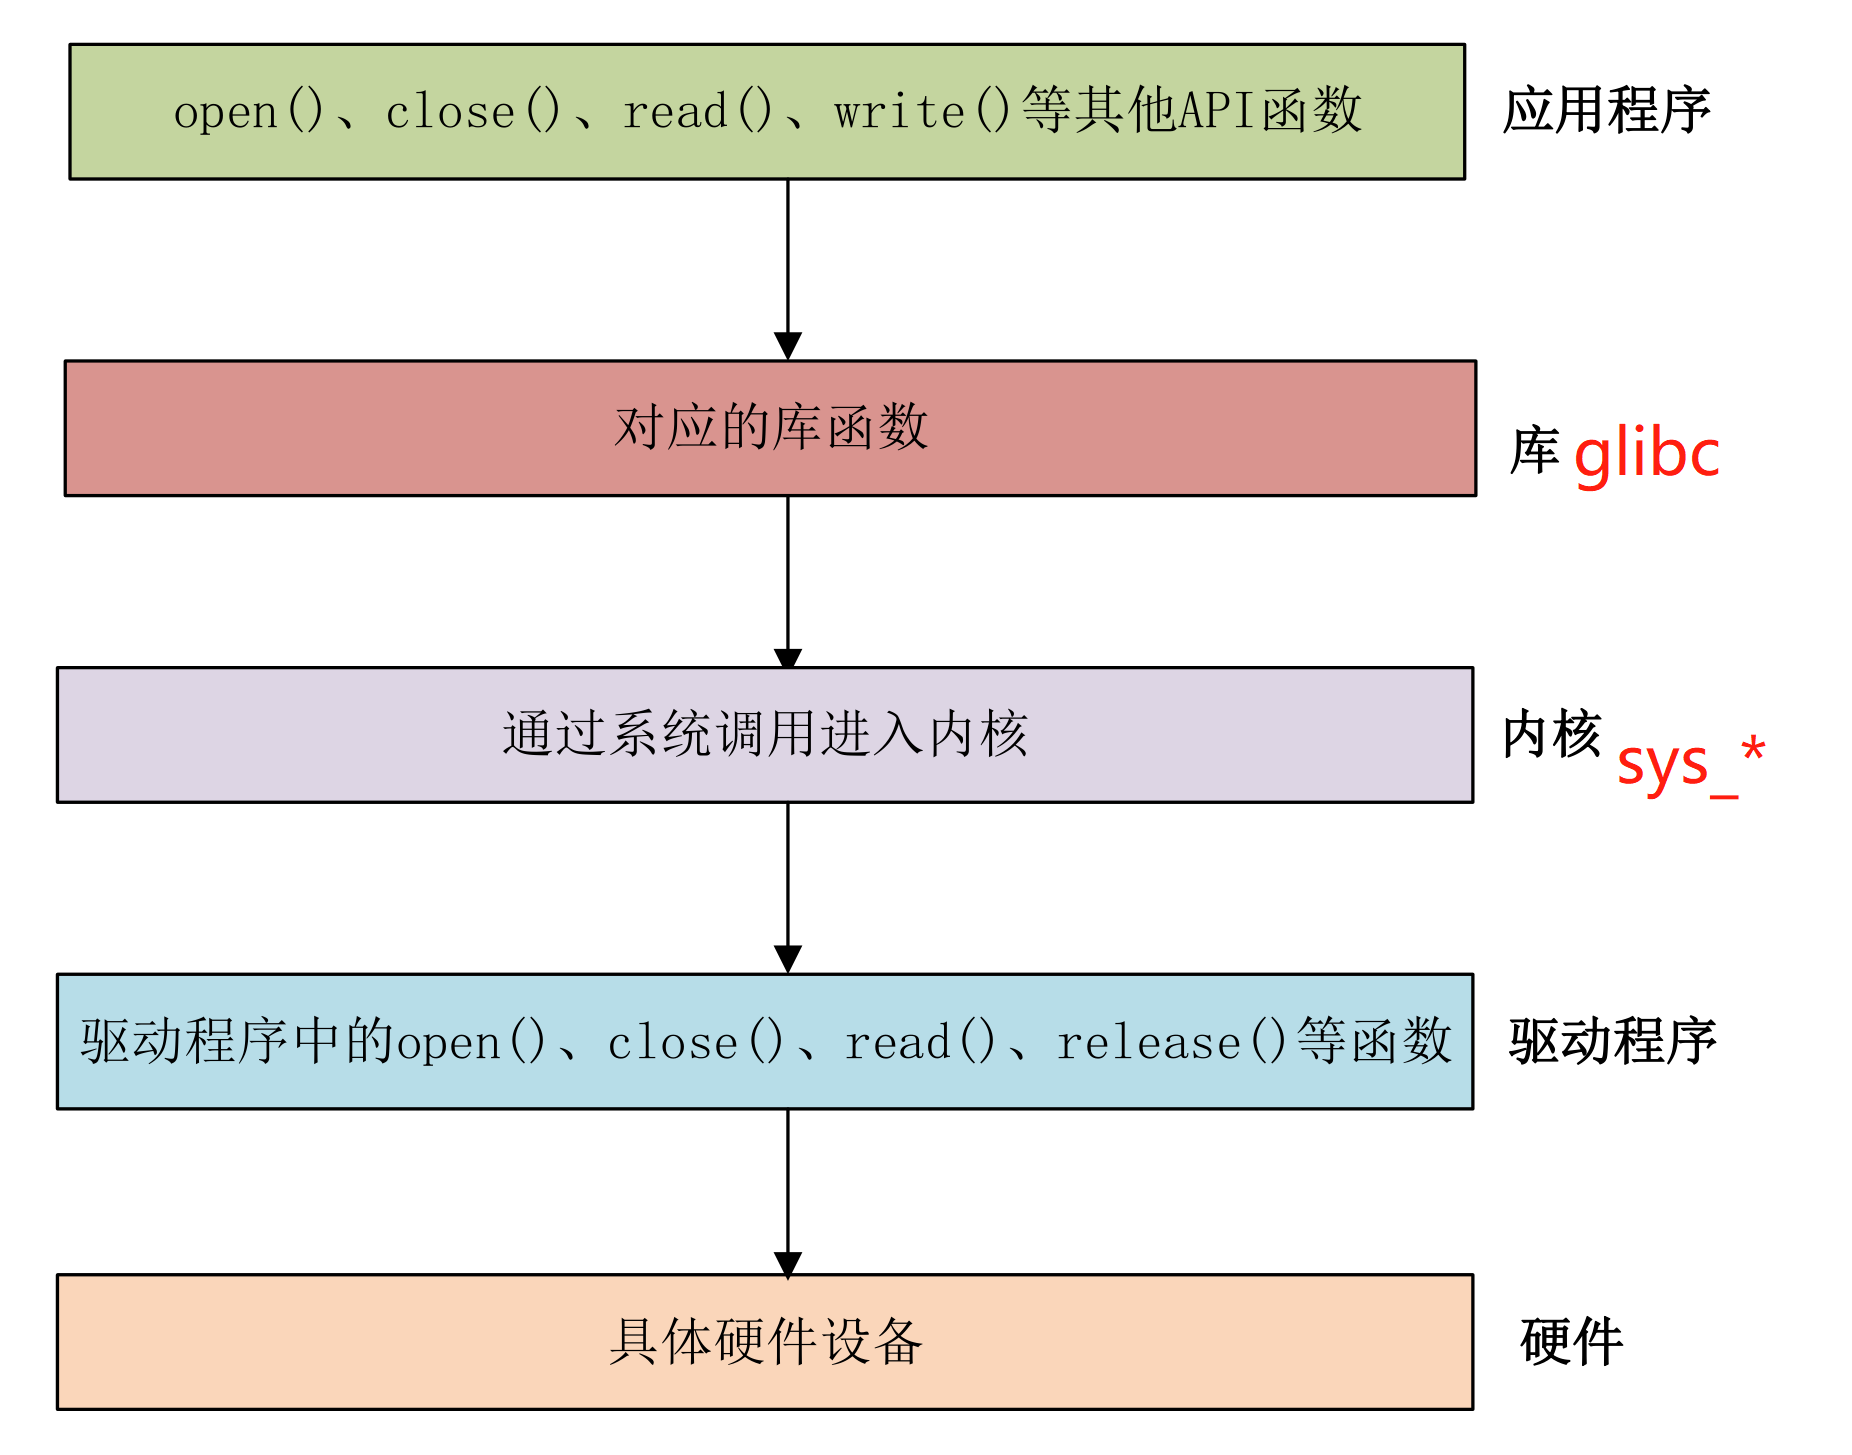 open()、close()、read()、write()等其他API函数
应用程序
对应的库函数
库 glibc
通过系统调用进入内核
内核 sys_*
驱动程序中的open()、close()、read()、release()等函数
驱动程序
具体硬件设备
硬件